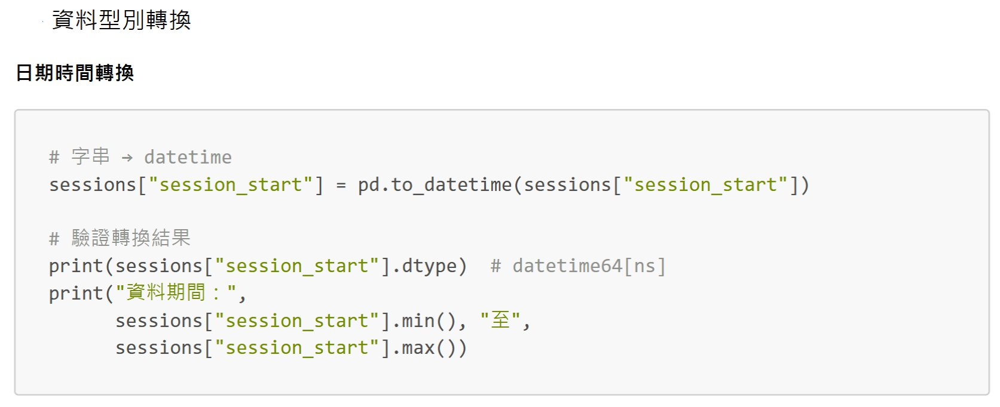 · 資料型別轉換
日期時間轉換
# 字串 → datetime
sessions["session_start"] = pd.to_datetime(sessions["session_start"])
# 驗證轉換結果
print(sessions["session_start"].dtype)  # datetime64[ns]
print("資料期間：",
      sessions["session_start"].min(), "至",
      sessions["session_start"].max())